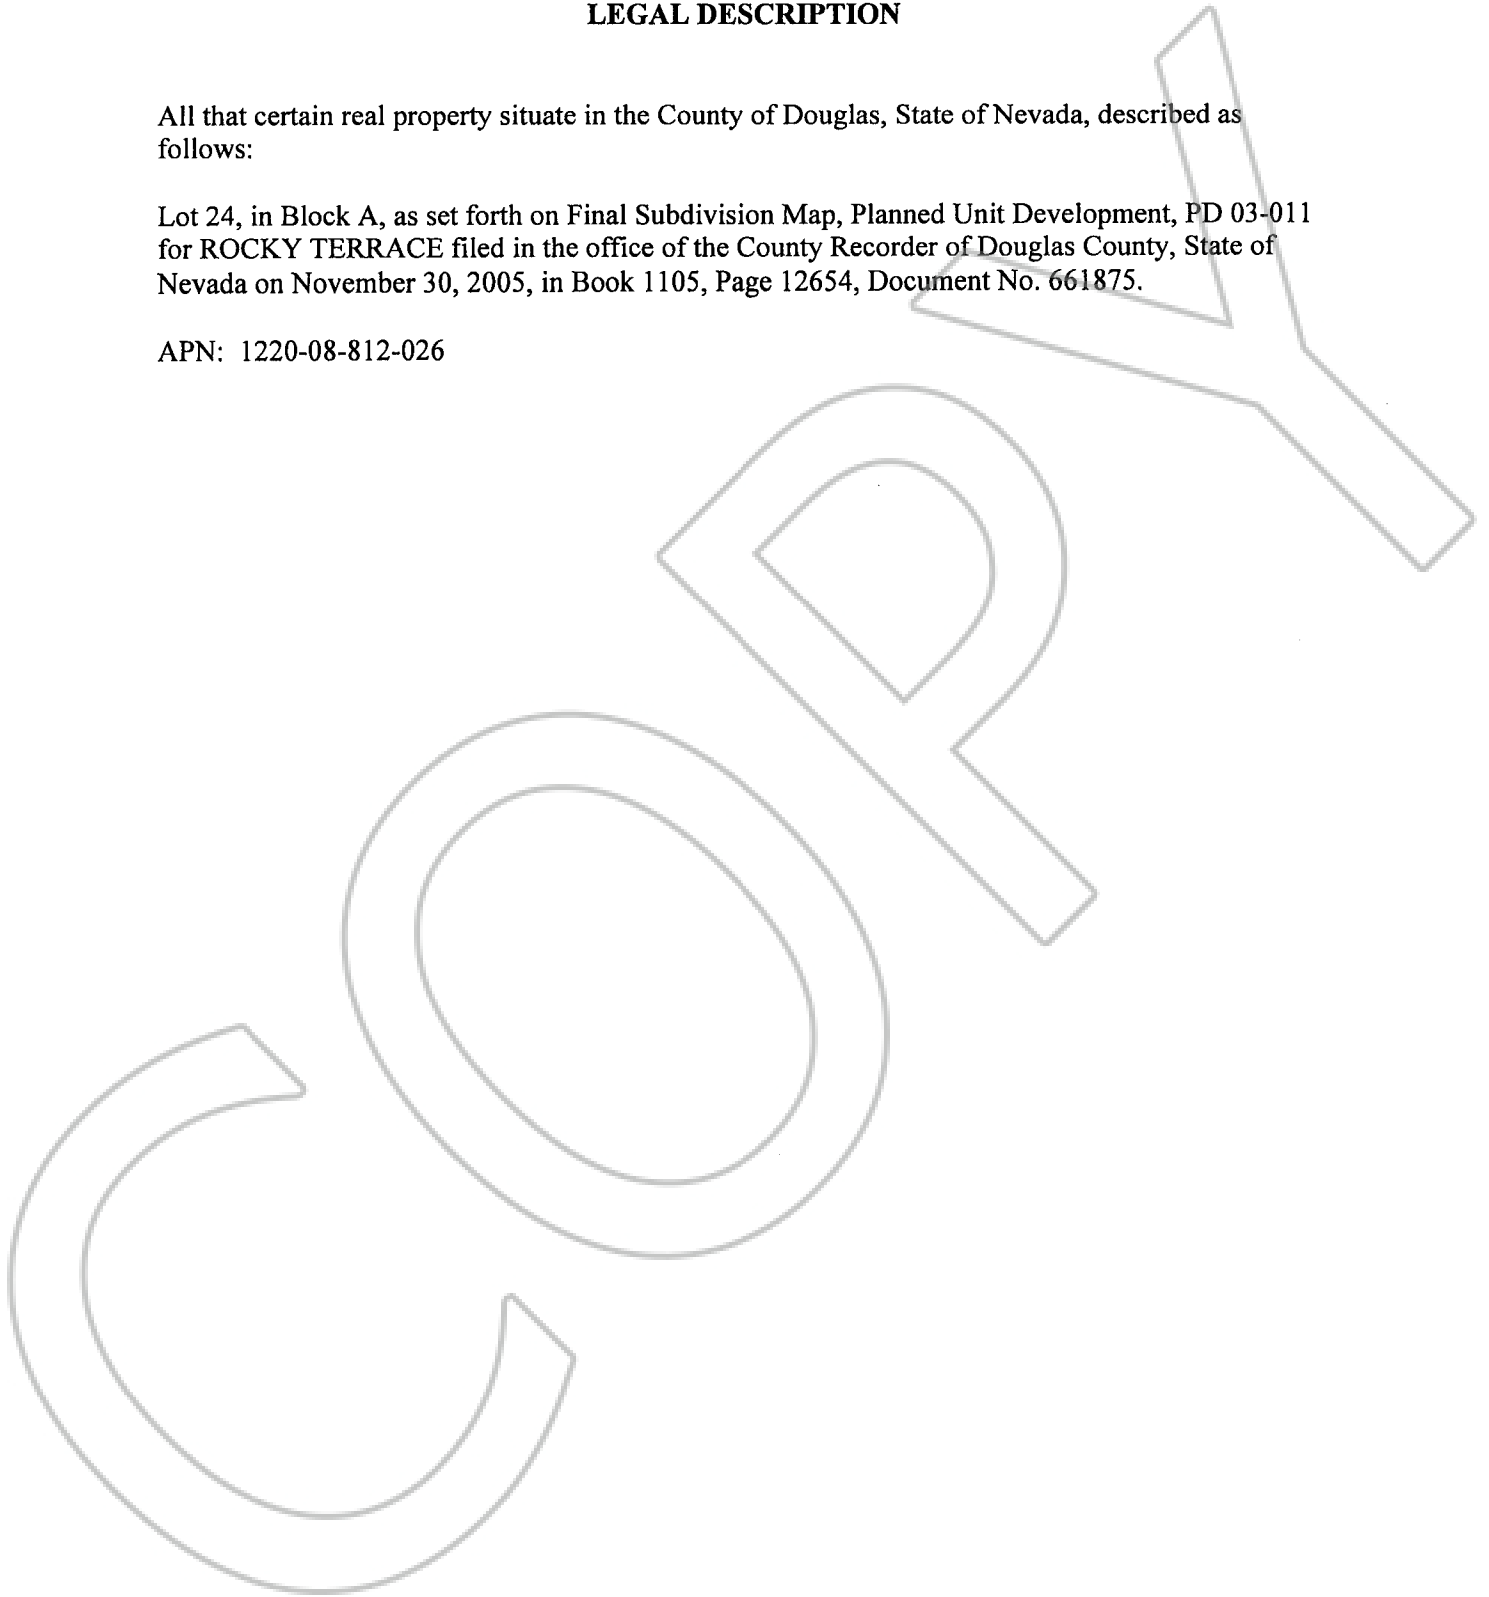 LEGAL DESCRIPTION
All that certain real property situate in the County of Douglas, State of Nevada, described as
follows:
Lot 24, in Block A, as set forth on Final Subdivision Map, Planned Unit Development, PD 03-011
for ROCKY TERRACE filed in the office of the County Recorder of Douglas County, State of
Nevada on November 30, 2005, in Book 1105, Page 12654, Document No. 661875.
APN: 1220-08-812-026
COPY